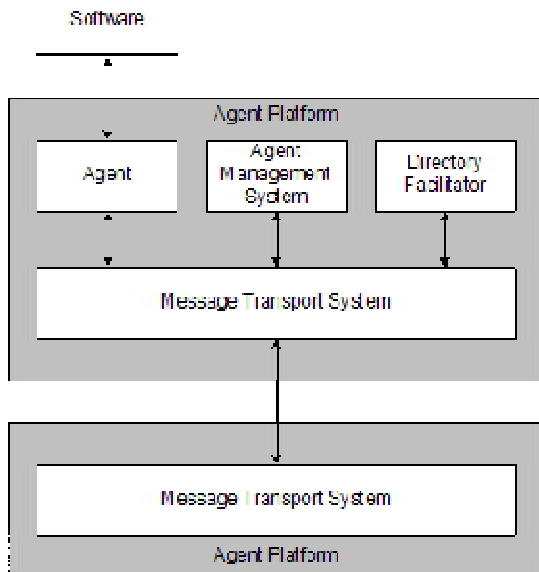 Software
Agent Platform
Agent
Agent
Management
System
Directory
Facilitator
Message Transport System
Message Transport System
Agent Platform